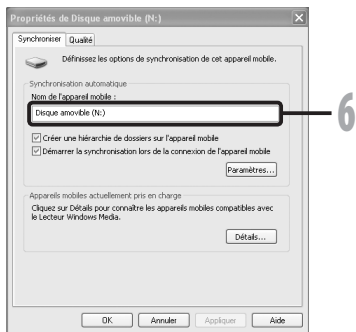 Propriétés de Disque amovible (N:)
Synchroniser Qualité
Définissez les options de synchronisation de cet appareil mobile.
Synchronisation automatique
Nom de l'appareil mobile :
Disque amovible (N:)
6
Créer une hiérarchie de dossiers sur l'appareil mobile
Démarrer la synchronisation lors de la connexion de l'appareil mobile
Paramètres...
Appareils mobiles actuellement pris en charge
Cliquez sur Détails pour connaître les appareils mobiles compatibles avec
le Lecteur Windows Media.
Détails...
OK Annuler Appliquer Aide